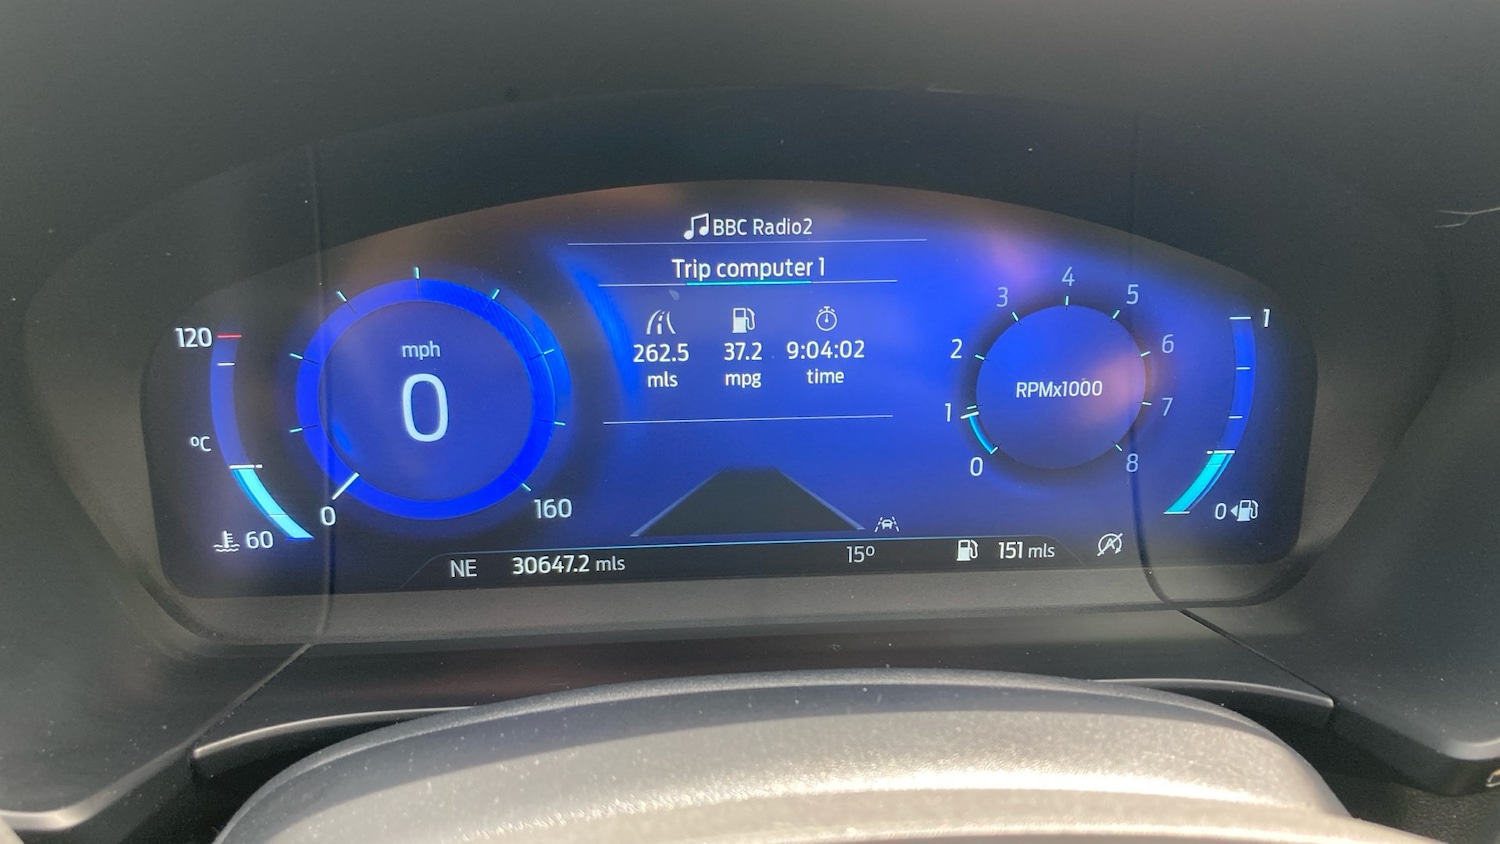 BBC Radio2
Trip computer 1
262.5 37.2 9:04:02
mls mpg time
120
ºC
60
mph
0
0 160
0 1 2 3 4 5 6 7 8
RPMx1000
1
0
NE 30647.2 mls 15º 151 mls
A